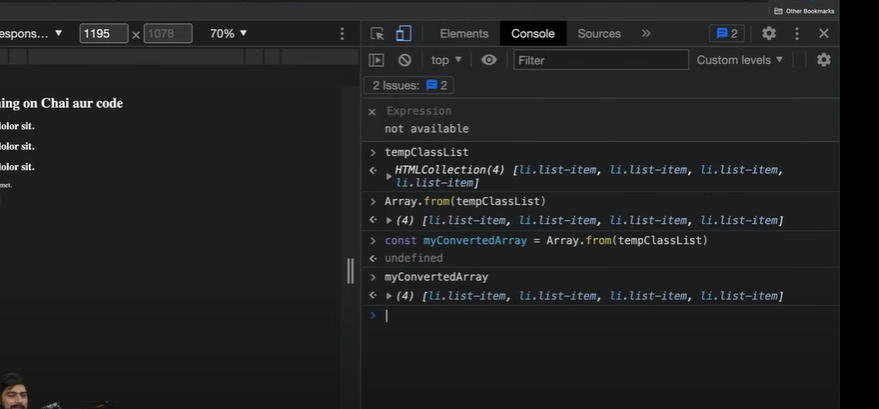 Other Bookmarks
espons... ▼ 1195 × 1078 70% ▼
Elements Console Sources » 2
top ▼ Filter Custom levels ▼
2 Issues: 2
ing on Chai aur code
dolor sit.
dolor sit.
dolor sit.
met.
Expression
not available
> tempClassList
HTMLCollection(4) [li.list-item, li.list-item, li.list-item,
li.list-item]
> Array.from(tempClassList)
(4) [li.list-item, li.list-item, li.list-item, li.list-item]
> const myConvertedArray = Array.from(tempClassList)
undefined
> myConvertedArray
(4) [li.list-item, li.list-item, li.list-item, li.list-item]
>